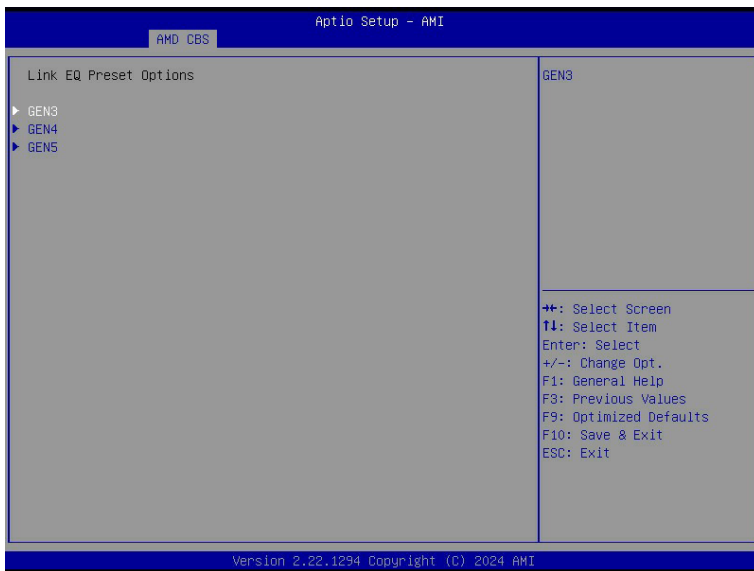 Aptio Setup – AMI
AMD CBS
Link EQ Preset Options
GEN3
GEN4
GEN5
GEN3
→←: Select Screen
↑↓: Select Item
Enter: Select
+/-: Change Opt.
F1: General Help
F3: Previous Values
F9: Optimized Defaults
F10: Save & Exit
ESC: Exit
Version 2.22.1294 Copyright (C) 2024 AMI